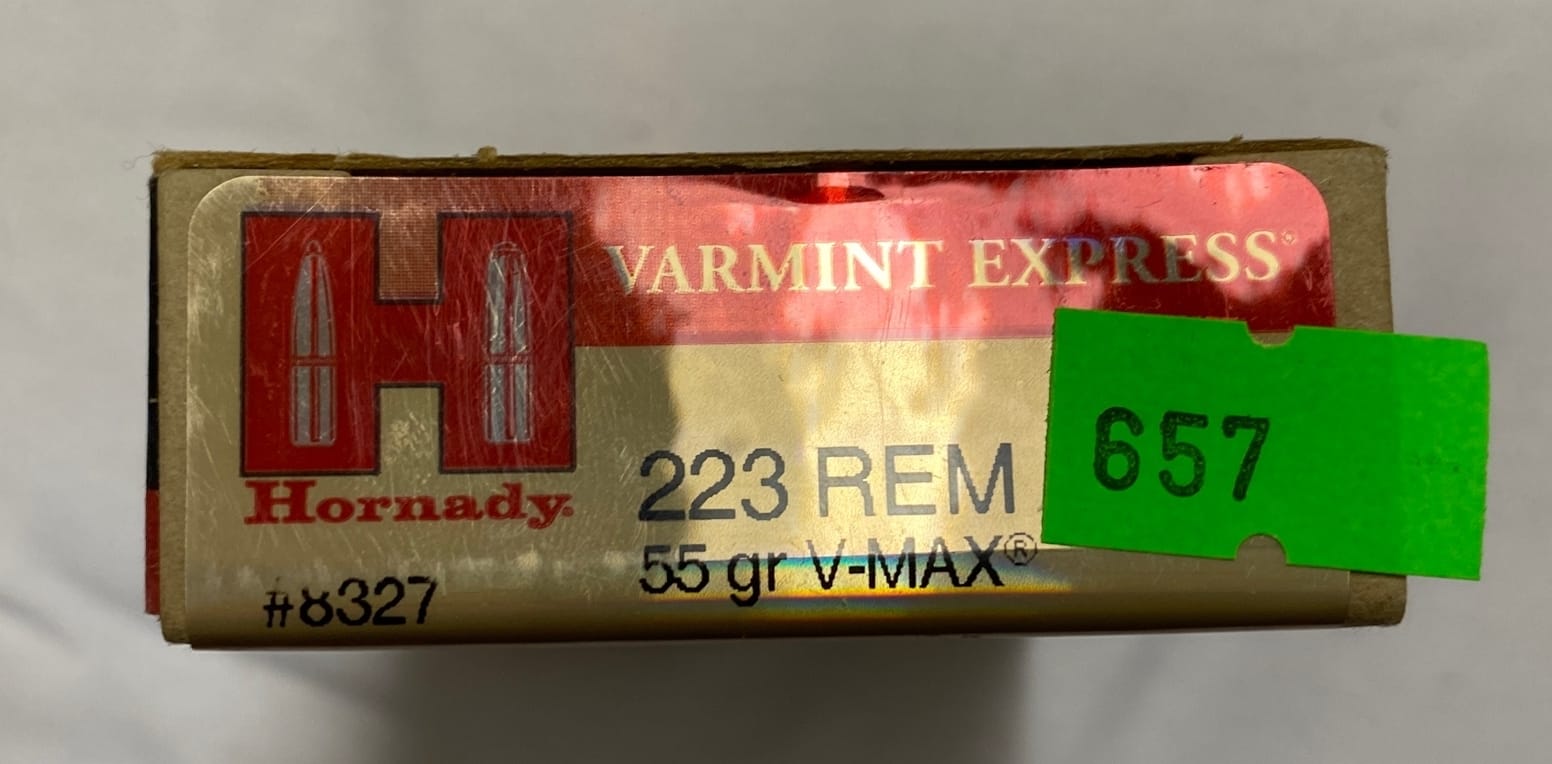 VARMINT EXPRESS®
657
223 REM
Hornady.
55 gr V-MAX®
#8327